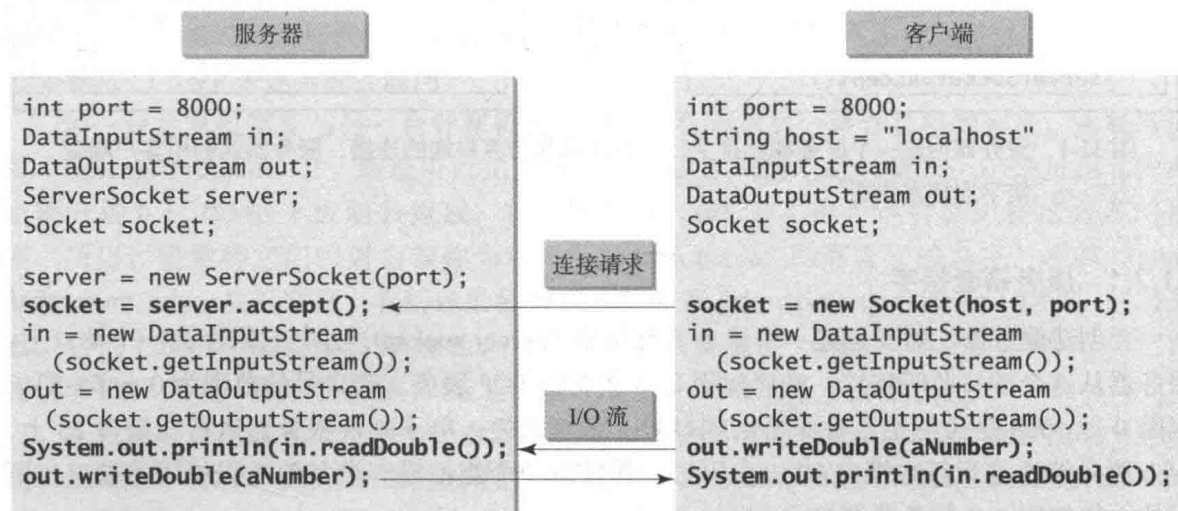 服务器
int port = 8000;
DataInputStream in;
DataOutputStream out;
ServerSocket server;
Socket socket;
server = new ServerSocket(port);
socket = server.accept();
in = new DataInputStream
(socket.getInputStream());
out = new DataOutputStream
(socket.getOutputStream());
System.out.println(in.readDouble());
out.writeDouble(aNumber);
连接请求
I/O 流
客户端
int port = 8000;
String host = "localhost"
DataInputStream in;
DataOutputStream out;
Socket socket;
socket = new Socket(host, port);
in = new DataInputStream
(socket.getInputStream());
out = new DataOutputStream
(socket.getOutputStream());
out.writeDouble(aNumber);
System.out.println(in.readDouble());